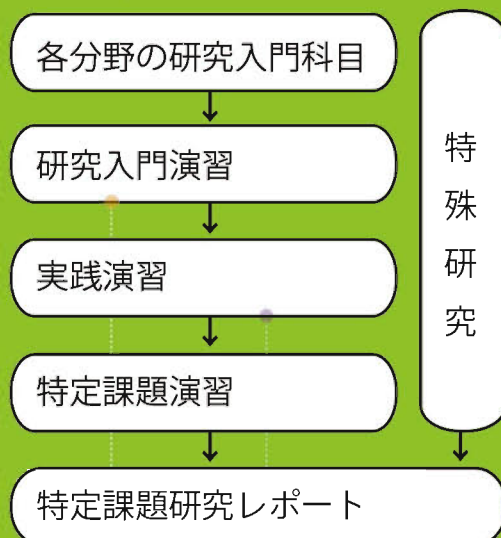 各分野の研究入門科目
研究入門演習
実践演習
特定課題演習
特定課題研究レポート
特殊研究